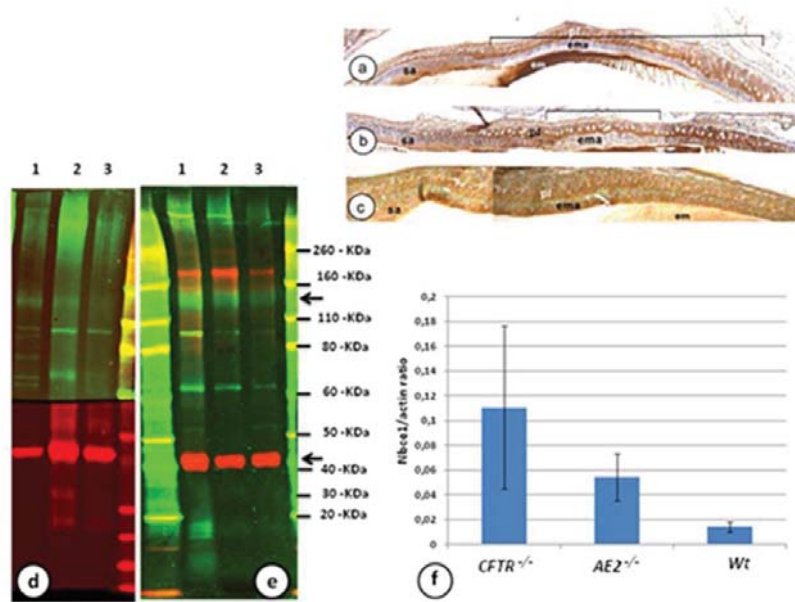 a
sa
pl
ema
em
b
sa
pl
ema
c
sa
pl
ema
em
1 2 3
1 2 3
260 -KDa
160 -KDa
110 -KDa
80 -KDa
60 -KDa
50 -KDa
40 -KDa
30 -KDa
20 -KDa
d
e
Nbce1/actin ratio
0,2
0,18
0,16
0,14
0,12
0,1
0,08
0,06
0,04
0,02
0
CFTR -/-
AE2 -/-
Wt
f